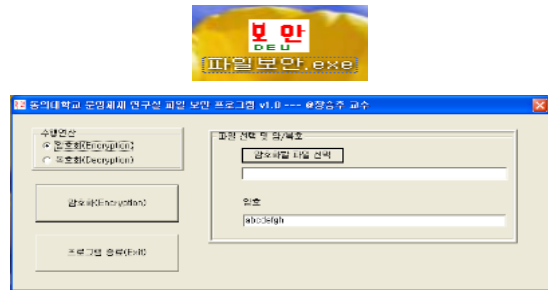 보안
DEU
파일보안.exe
동의대학교 운영체제 연구실 파일 보안 프로그램 v1.0 --- @장승주 교수
수행연산
암호화(Encryption)
복호화(Decryption)
암호화(Encryption)
프로그램 종료(Exit)
파일 선택 및 암/복호
암호화할 파일 선택
암호
abcdefgh